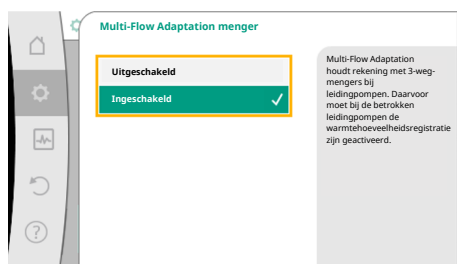 Multi-Flow Adaptation menger
Uitgeschakeld
Ingeschakeld
Multi-Flow Adaptation
houdt rekening met 3-weg-
mengers bij
leidingpompen. Daarvoor
moet bij de betrokken
leidingpompen de
warmtehoeveelheidsregistratie
zijn geactiveerd.
?